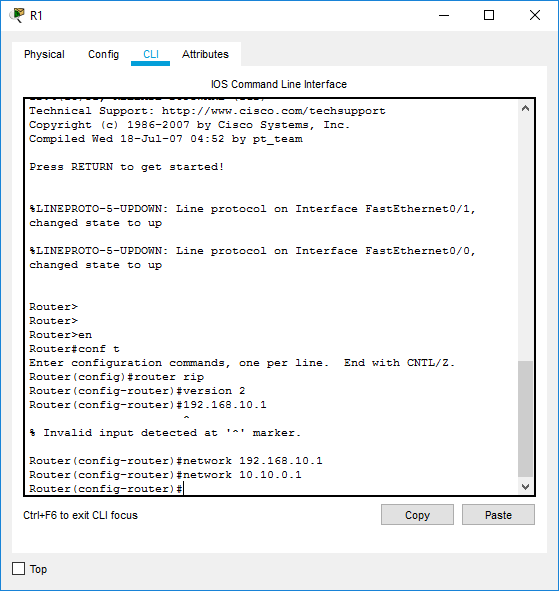 R1
Physical Config CLI Attributes
IOS Command Line Interface
Technical Support: http://www.cisco.com/techsupport
Copyright (c) 1986-2007 by Cisco Systems, Inc.
Compiled Wed 18-Jul-07 04:52 by pt_team
Press RETURN to get started!
%LINEPROTO-5-UPDOWN: Line protocol on Interface FastEthernet0/1,
changed state to up
%LINEPROTO-5-UPDOWN: Line protocol on Interface FastEthernet0/0,
changed state to up
Router>
Router>
Router>en
Router#conf t
Enter configuration commands, one per line.  End with CNTL/Z.
Router(config)#router rip
Router(config-router)#version 2
Router(config-router)#192.168.10.1
^
% Invalid input detected at '^' marker.
Router(config-router)#network 192.168.10.1
Router(config-router)#network 10.10.0.1
Router(config-router)#
Ctrl+F6 to exit CLI focus
Copy Paste
Top